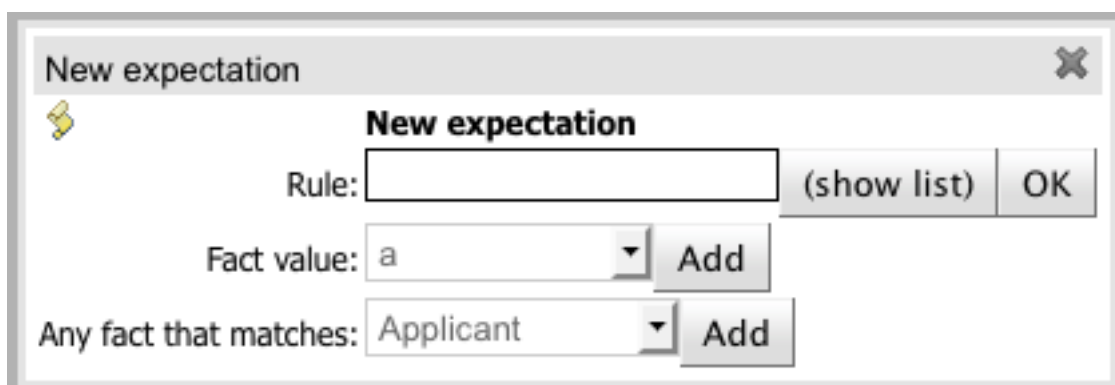 New expectation
New expectation
Rule: (show list) OK
Fact value: a Add
Any fact that matches: Applicant Add